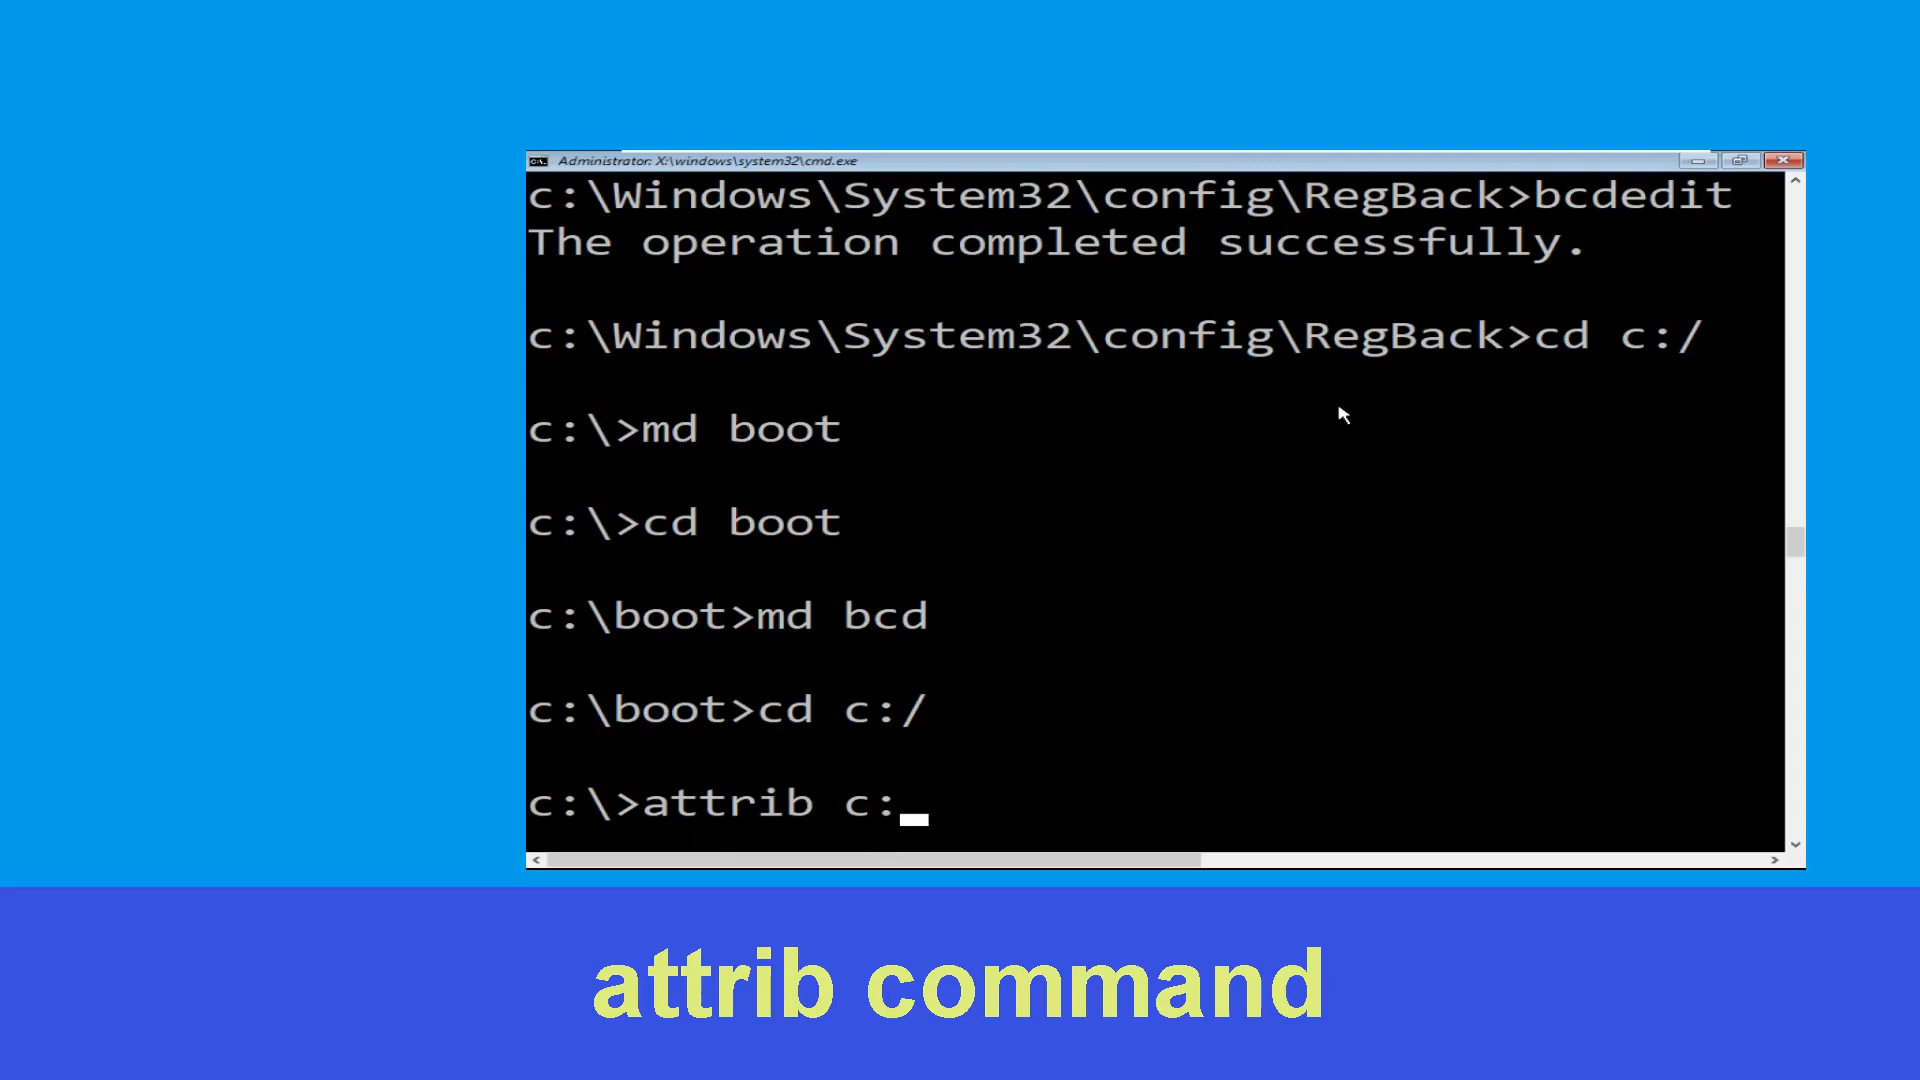 Administrator: X:\windows\system32\cmd.exe
c:\Windows\System32\config\RegBack>bcdedit
The operation completed successfully.
c:\Windows\System32\config\RegBack>cd c:/
c:\>md boot
c:\>cd boot
c:\boot>md bcd
c:\boot>cd c:/
c:\>attrib c:
attrib command